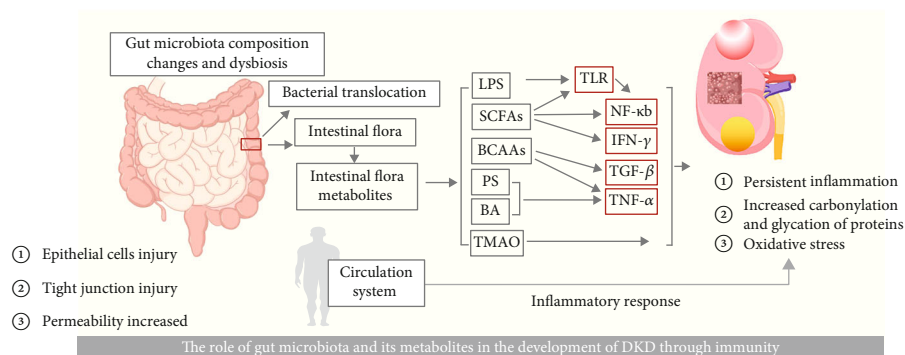 Gut microbiota composition
changes and dysbiosis
Bacterial translocation
Intestinal flora
Intestinal flora
metabolites
LPS
SCFAs
BCAAs
PS
BA
TMAO
TLR
NF-κb
IFN-γ
TGF-β
TNF-α
1 Persistent inflammation
2 Increased carbonylation
and glycation of proteins
3 Oxidative stress
1 Epithelial cells injury
2 Tight junction injury
3 Permeability increased
Circulation
system
Inflammatory response
The role of gut microbiota and its metabolites in the development of DKD through immunity